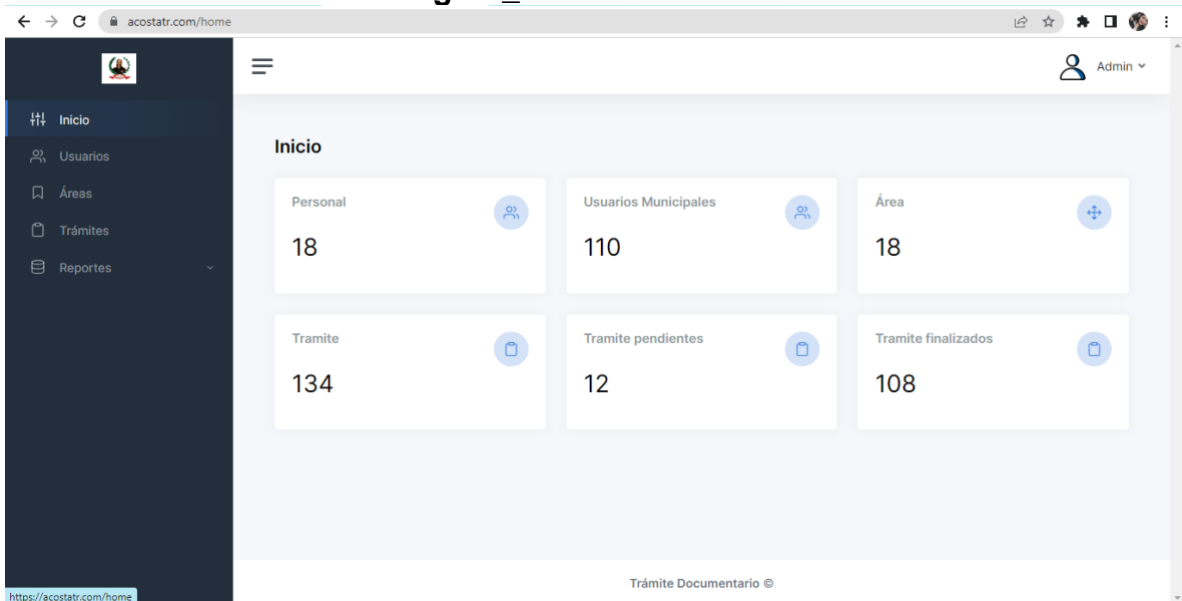 acostatr.com/home
Admin
Inicio
Usuarios
Áreas
Trámites
Reportes
Inicio
Personal
18
Usuarios Municipales
110
Área
18
Tramite
134
Tramite pendientes
12
Tramite finalizados
108
Trámite Documentario ©
https://acostatr.com/home